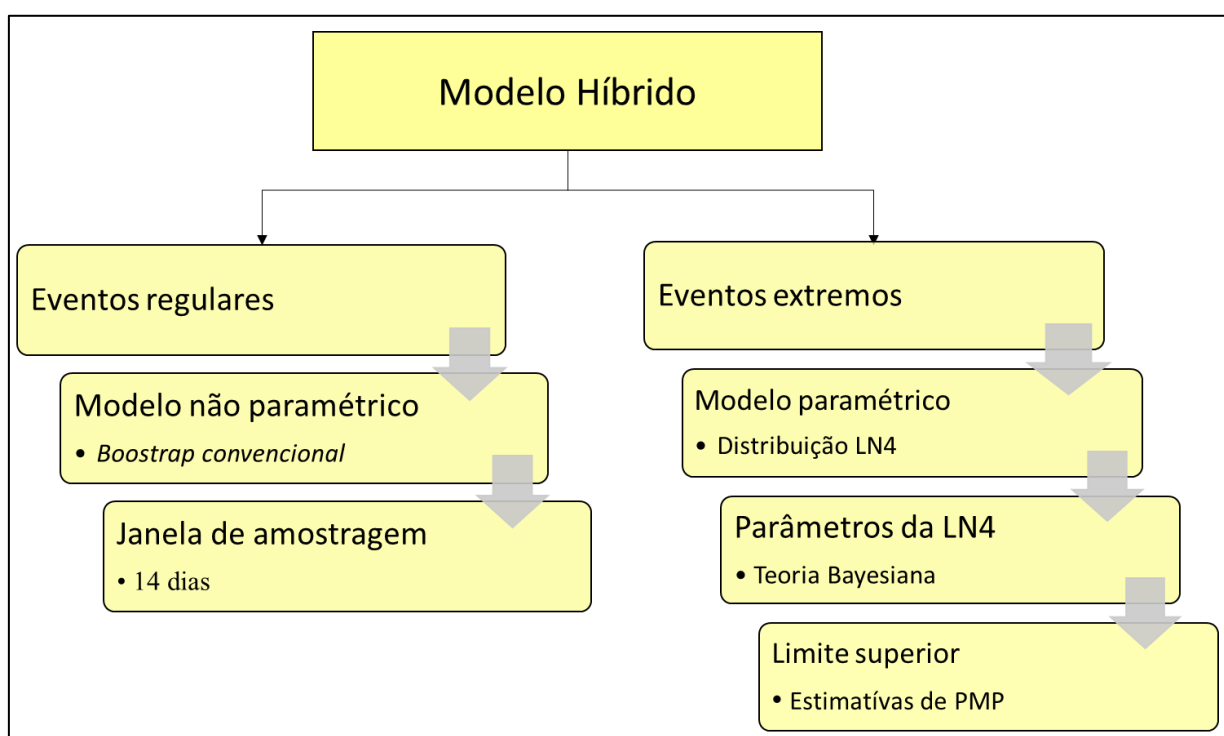 Modelo Híbrido
Eventos regulares
Modelo não paramétrico
• Boostrap convencional
Janela de amostragem
• 14 dias
Eventos extremos
Modelo paramétrico
• Distribuição LN4
Parâmetros da LN4
• Teoria Bayesiana
Limite superior
• Estimatívas de PMP